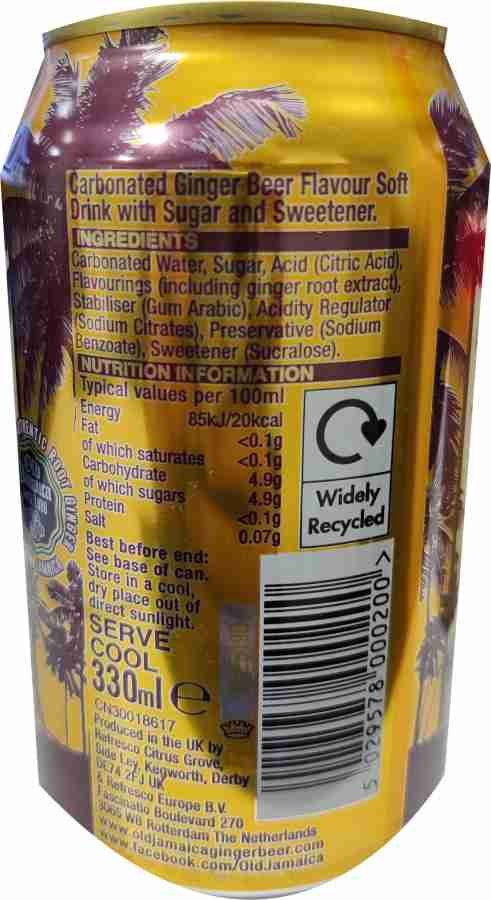 Carbonated Ginger Beer Flavour Soft
Drink with Sugar and Sweetener.
INGREDIENTS
Carbonated Water, Sugar, Acid (Citric Acid),
Flavourings (including ginger root extract),
Stabiliser (Gum Arabic), Acidity Regulator
(Sodium Citrates), Preservative (Sodium
Benzoate), Sweetener (Sucralose).
NUTRITION INFORMATION
Typical values per 100ml
Energy 85kJ/20kcal
Fat <0.1g
of which saturates <0.1g
Carbohydrate 4.9g
of which sugars 4.9g
Protein <0.1g
Salt 0.07g
Widely
Recycled
Best before end:
See base of can.
Store in a cool,
dry place out of
direct sunlight.
SERVE
COOL
330ml e
CN30018617
Produced in the UK by
Refresco Citrus Grove,
Side Ley, Kegworth, Derby
DE74 2FJ UK
& Refresco Europe B.V.
Fascinatio Boulevard 270
3065 WB Rotterdam The Netherlands
www.oldjamaicagingerbeer.com
www.facebook.com/OldJamaica
5 029578 000200 >